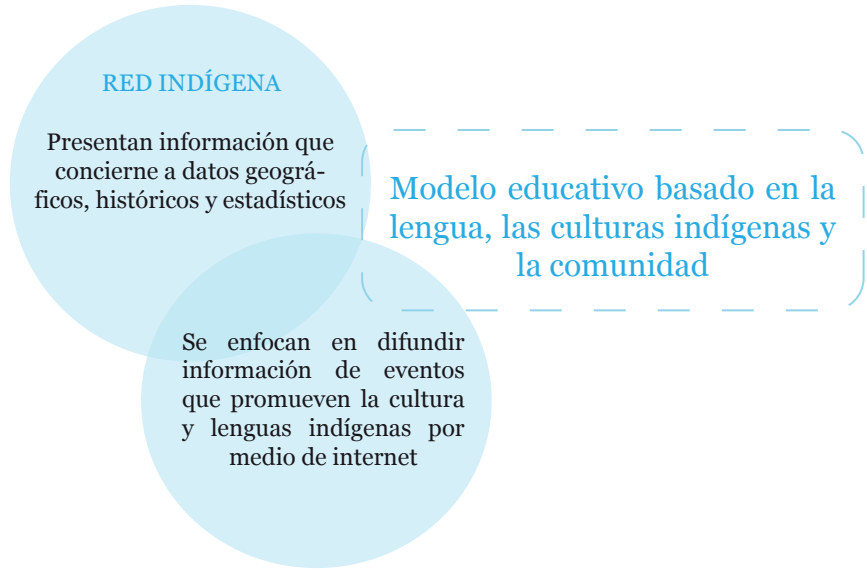 RED INDÍGENA
Presentan información que
concierne a datos geográ-
ficos, históricos y estadísticos
Modelo educativo basado en la
lengua, las culturas indígenas y
la comunidad
Se enfocan en difundir
información de eventos
que promueven la cultura
y lenguas indígenas por
medio de internet